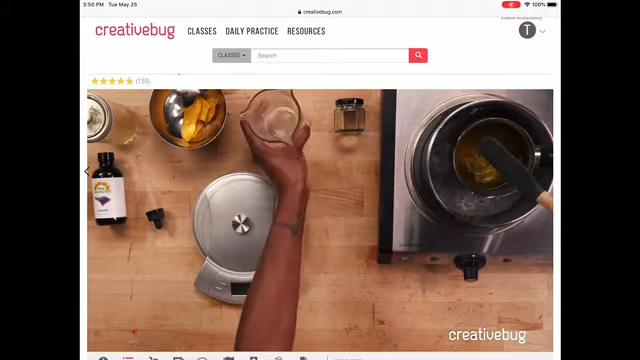 3:50 PM Tue May 25
100%
creativebug.com
creativebug
CLASSES DAILY PRACTICE RESOURCES
T
CLASSES
Search
(159)
creativebug